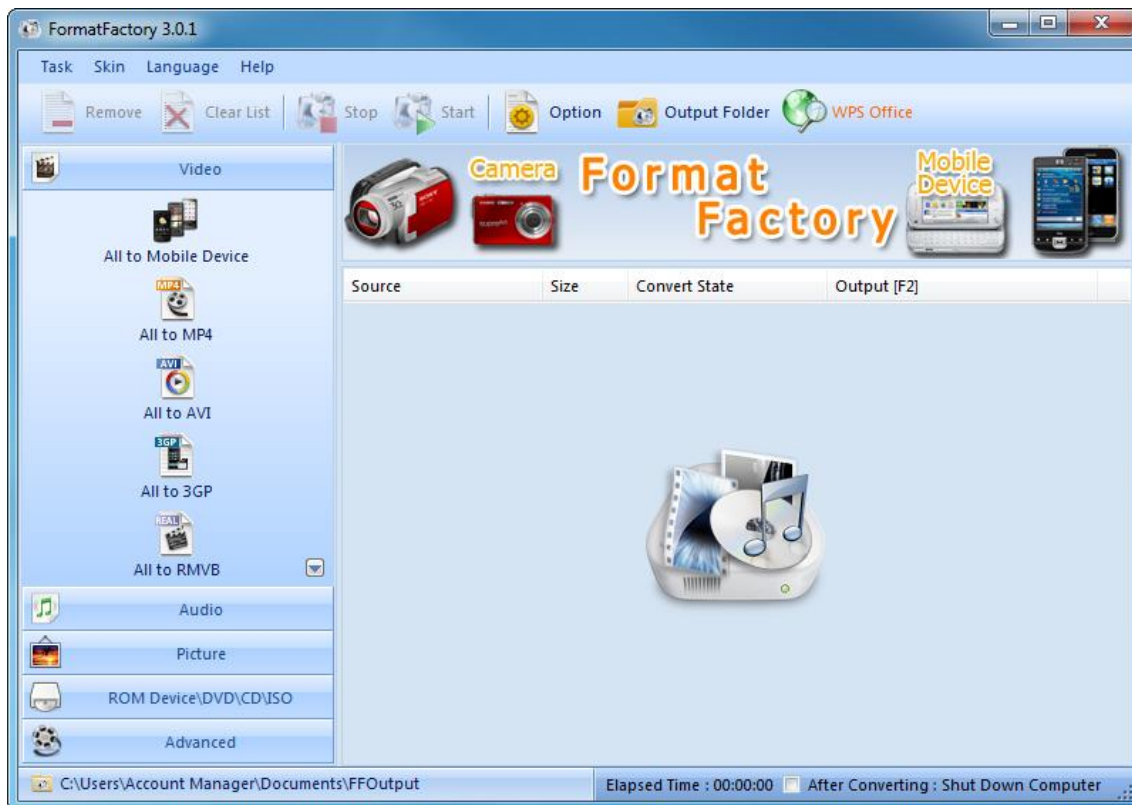 FormatFactory 3.0.1
Task Skin Language Help
Remove Clear List Stop Start Option Output Folder WPS Office
Video
All to Mobile Device
MP4
All to MP4
AVI
All to AVI
3GP
All to 3GP
REAL
All to RMVB
Audio
Picture
ROM Device\DVD\CD\ISO
Advanced
Camera
Format
Factory
Mobile
Device
SONY
Source Size Convert State Output [F2]
C:\Users\Account Manager\Documents\FFOutput
Elapsed Time : 00:00:00 After Converting : Shut Down Computer